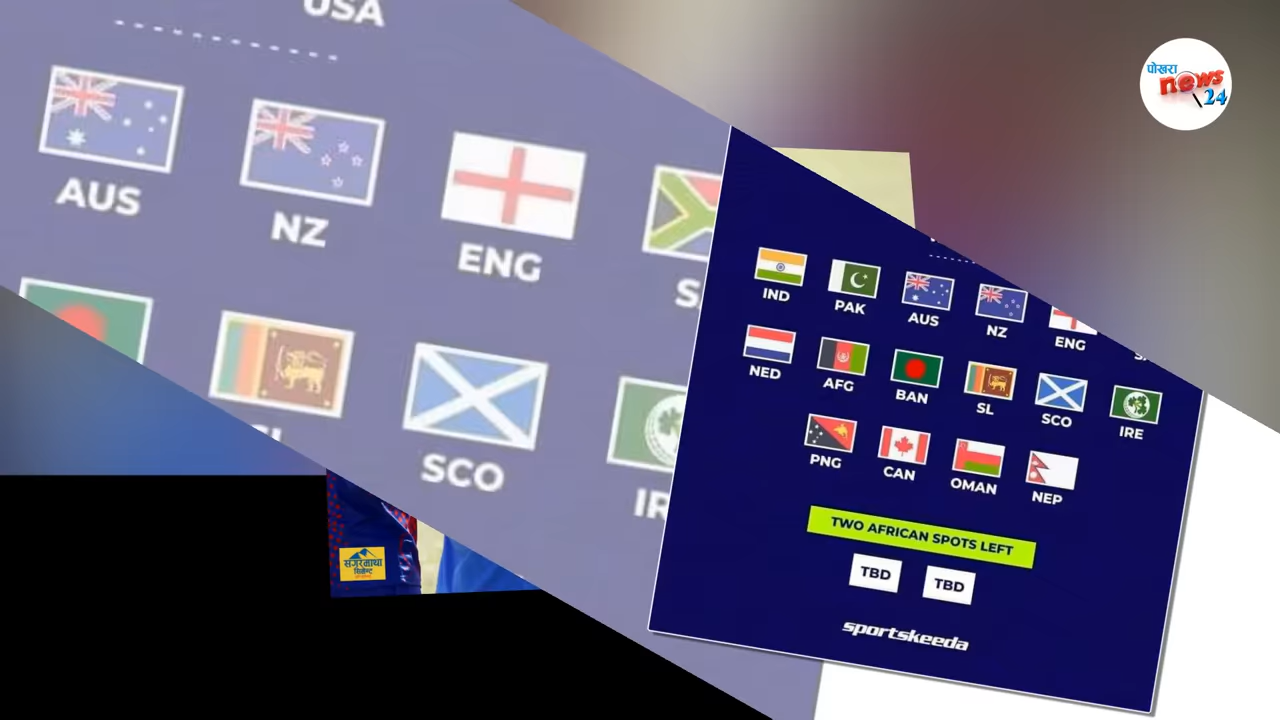 USA
AUS
NZ
ENG
SCO
पोखरा
news
24
IND
PAK
AUS
NZ
ENG
NED
AFG
BAN
SL
SCO
IRE
PNG
CAN
OMAN
NEP
TWO AFRICAN SPOTS LEFT
TBD
TBD
sportskeeda
सगरमाथा
सिमेन्ट